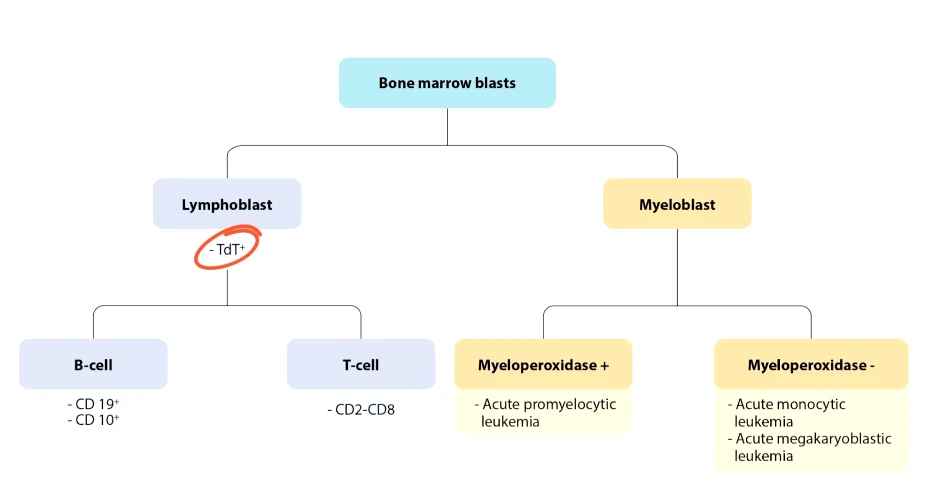 Bone marrow blasts
Lymphoblast
- TdT⁺
Myeloblast
B-cell
- CD 19⁺
- CD 10⁺
T-cell
- CD2-CD8
Myeloperoxidase +
- Acute promyelocytic
leukemia
Myeloperoxidase -
- Acute monocytic
leukemia
- Acute megakaryoblastic
leukemia